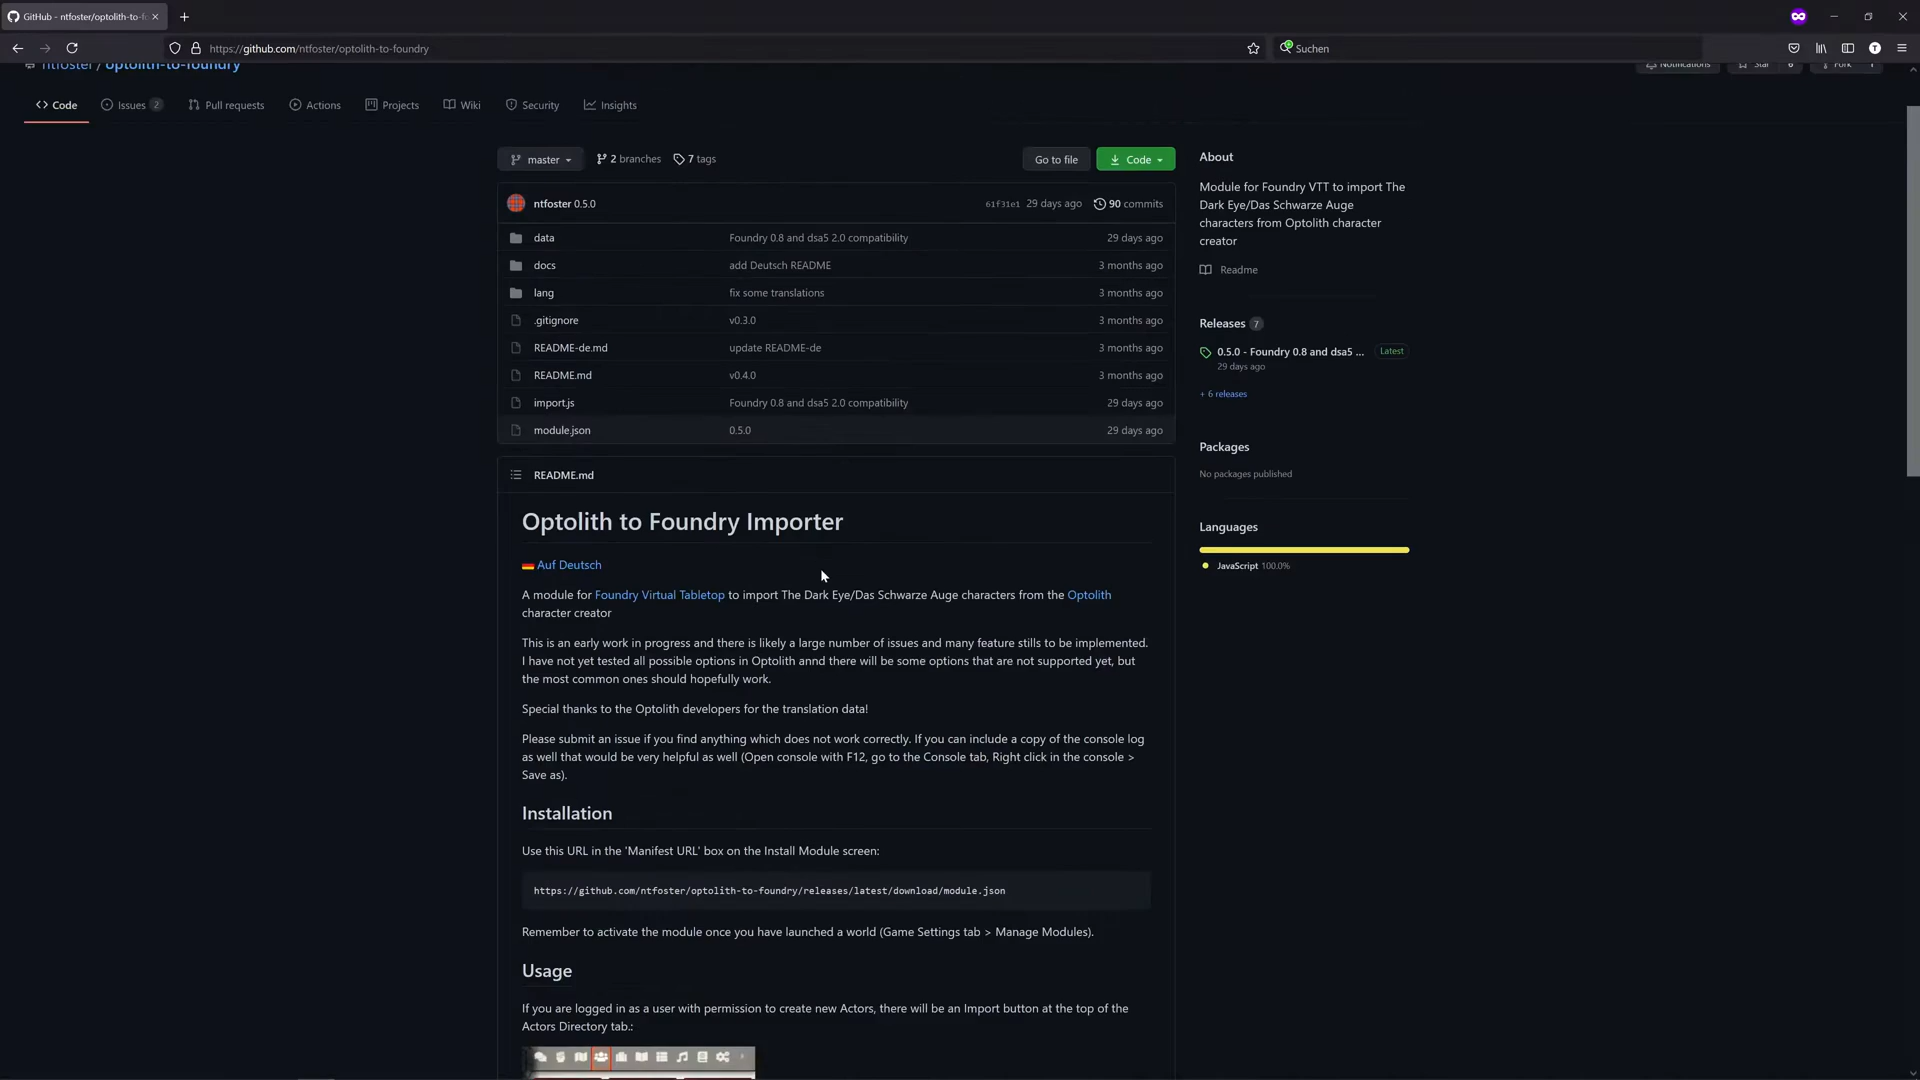 GitHub - ntfoster/optolith-to-fo
https://github.com/ntfoster/optolith-to-foundry
Suchen
ntfoster / optolith-to-foundry
Notifications
Star 6
Fork
Code
Issues 2
Pull requests
Actions
Projects
Wiki
Security
Insights
master
2 branches
7 tags
Go to file
Code
ntfoster 0.5.0
61f31e1 29 days ago
90 commits
data Foundry 0.8 and dsa5 2.0 compatibility 29 days ago
docs add Deutsch README 3 months ago
lang fix some translations 3 months ago
.gitignore v0.3.0 3 months ago
README-de.md update README-de 3 months ago
README.md v0.4.0 3 months ago
import.js Foundry 0.8 and dsa5 2.0 compatibility 29 days ago
module.json 0.5.0 29 days ago
README.md
Optolith to Foundry Importer
Auf Deutsch
A module for Foundry Virtual Tabletop to import The Dark Eye/Das Schwarze Auge characters from the Optolith
character creator
This is an early work in progress and there is likely a large number of issues and many feature stills to be implemented.
I have not yet tested all possible options in Optolith annd there will be some options that are not supported yet, but
the most common ones should hopefully work.
Special thanks to the Optolith developers for the translation data!
Please submit an issue if you find anything which does not work correctly. If you can include a copy of the console log
as well that would be very helpful as well (Open console with F12, go to the Console tab, Right click in the console >
Save as).
Installation
Use this URL in the 'Manifest URL' box on the Install Module screen:
https://github.com/ntfoster/optolith-to-foundry/releases/latest/download/module.json
Remember to activate the module once you have launched a world (Game Settings tab > Manage Modules).
Usage
If you are logged in as a user with permission to create new Actors, there will be an Import button at the top of the
Actors Directory tab.:
About
Module for Foundry VTT to import The
Dark Eye/Das Schwarze Auge
characters from Optolith character
creator
Readme
Releases 7
0.5.0 - Foundry 0.8 and dsa5 ... Latest
29 days ago
+ 6 releases
Packages
No packages published
Languages
JavaScript 100.0%